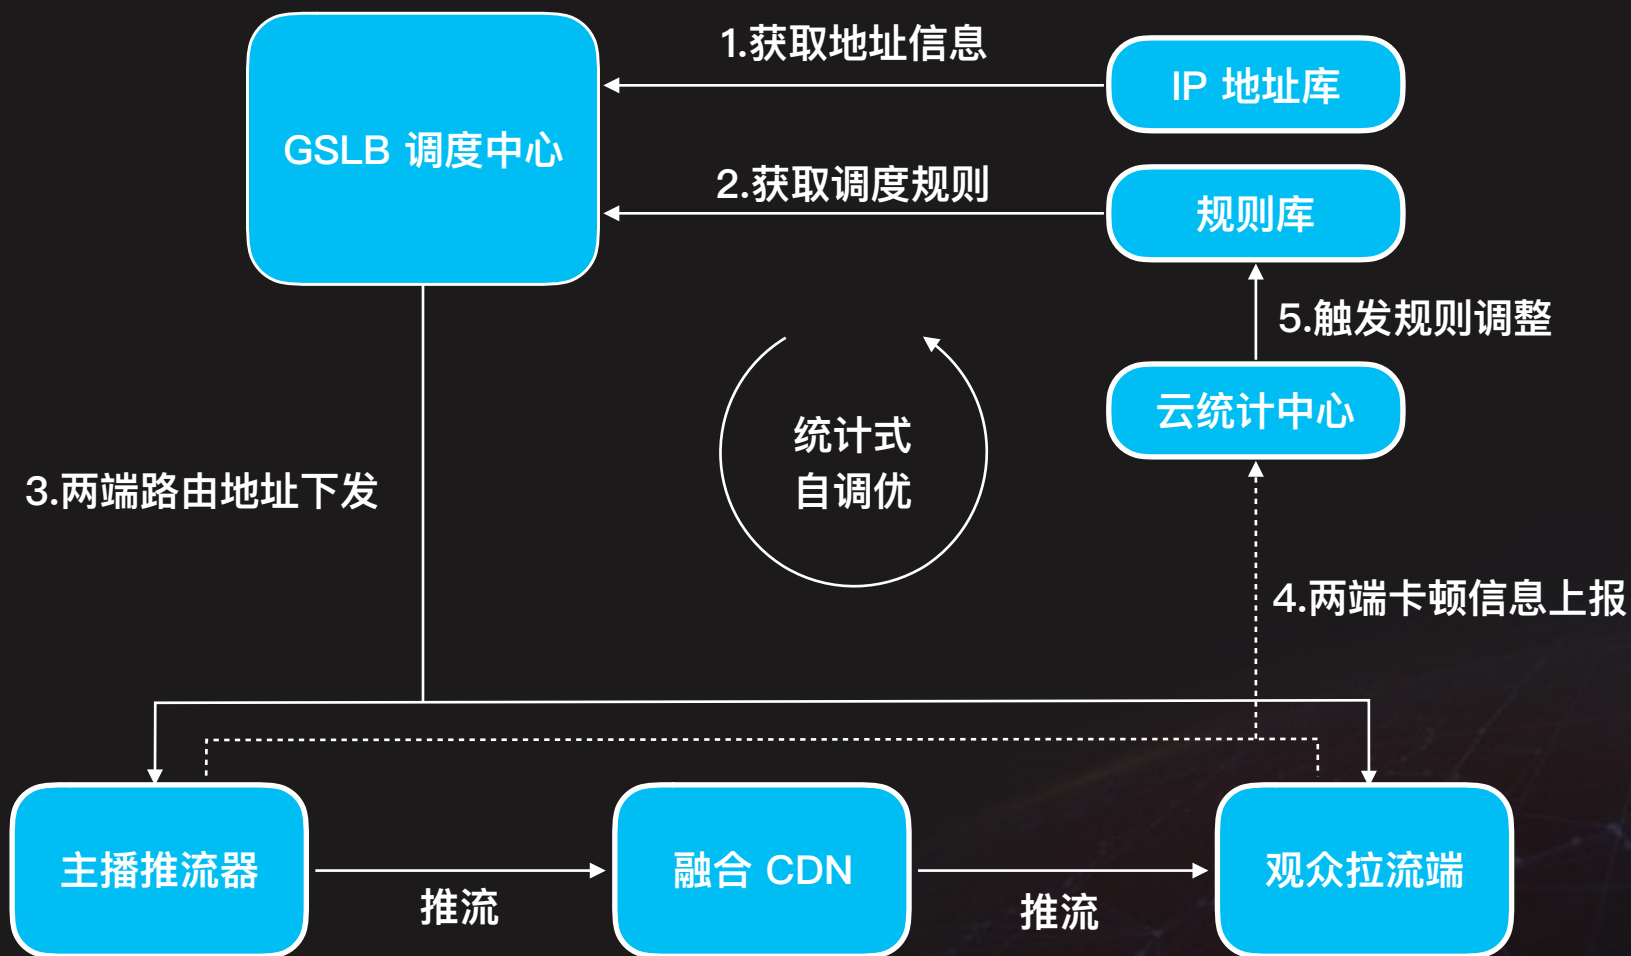 1.获取地址信息
IP 地址库
GSLB 调度中心
2.获取调度规则
规则库
5.触发规则调整
云统计中心
统计式
自调优
3.两端路由地址下发
4.两端卡顿信息上报
主播推流器
推流
融合 CDN
推流
观众拉流端